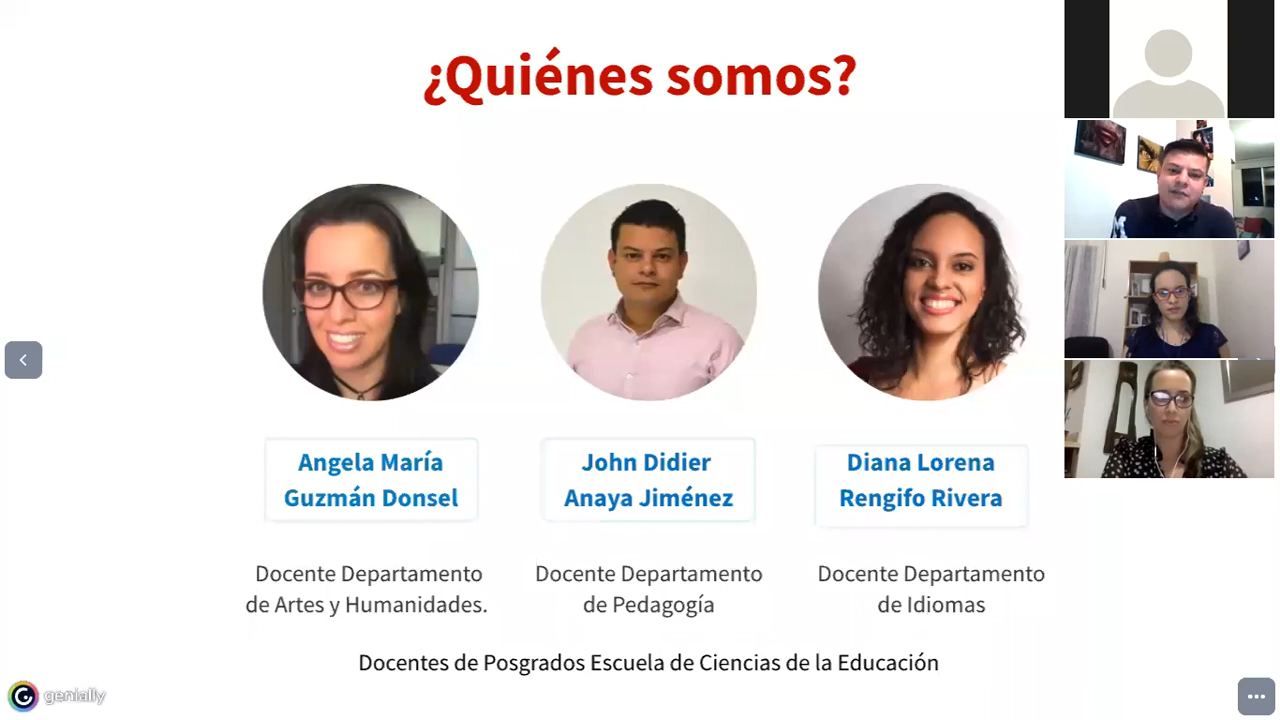 ¿Quiénes somos?
Angela María
Guzmán Donsel
John Didier
Anaya Jiménez
Diana Lorena
Rengifo Rivera
Docente Departamento
de Artes y Humanidades.
Docente Departamento
de Pedagogía
Docente Departamento
de Idiomas
Docentes de Posgrados Escuela de Ciencias de la Educación
genially